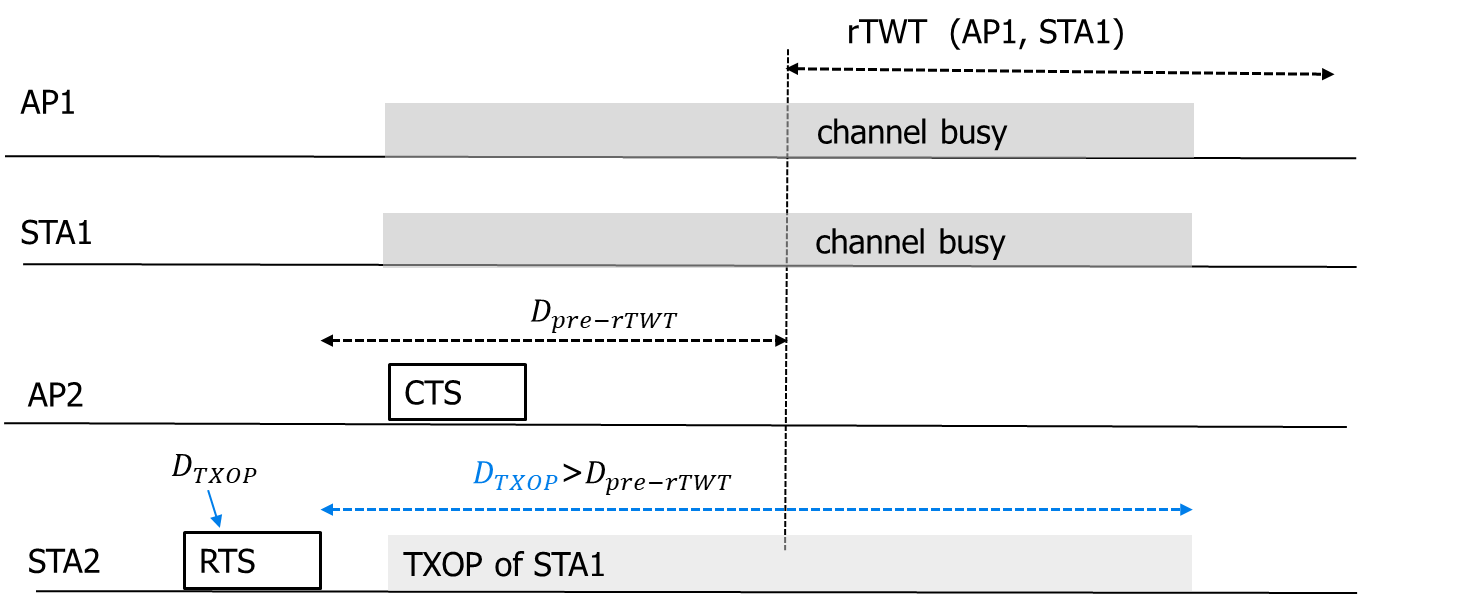 rTWT (AP1, STA1)
AP1
channel busy
STA1
channel busy
D_{pre-rTWT}
AP2
CTS
D_{TXOP}
D_{TXOP}>D_{pre-rTWT}
STA2
RTS
TXOP of STA1